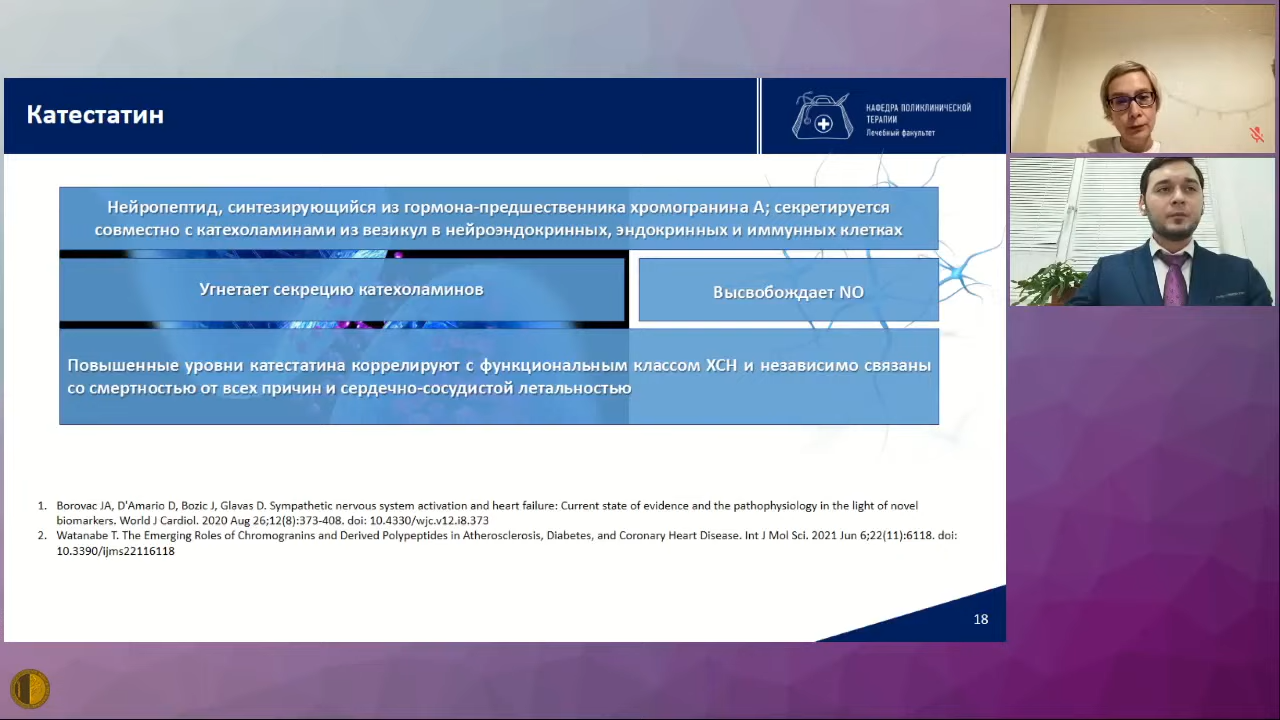 Катестатин
КАФЕДРА ПОЛИКЛИНИЧЕСКОЙ
ТЕРАПИИ
Лечебный факультет
Нейропептид, синтезирующийся из гормона-предшественника хромогранина А; секретируется
совместно с катехоламинами из везикул в нейроэндокринных, эндокринных и иммунных клетках
Угнетает секрецию катехоламинов
Высвобождает NO
Повышенные уровни катестатина коррелируют с функциональным классом ХСН и независимо связаны
со смертностью от всех причин и сердечно-сосудистой летальностью
1. Borovac JA, D'Amario D, Bozic J, Glavas D. Sympathetic nervous system activation and heart failure: Current state of evidence and the pathophysiology in the light of novel
biomarkers. World J Cardiol. 2020 Aug 26;12(8):373-408. doi: 10.4330/wjc.v12.i8.373
2. Watanabe T. The Emerging Roles of Chromogranins and Derived Polypeptides in Atherosclerosis, Diabetes, and Coronary Heart Disease. Int J Mol Sci. 2021 Jun 6;22(11):6118. doi:
10.3390/ijms22116118
18